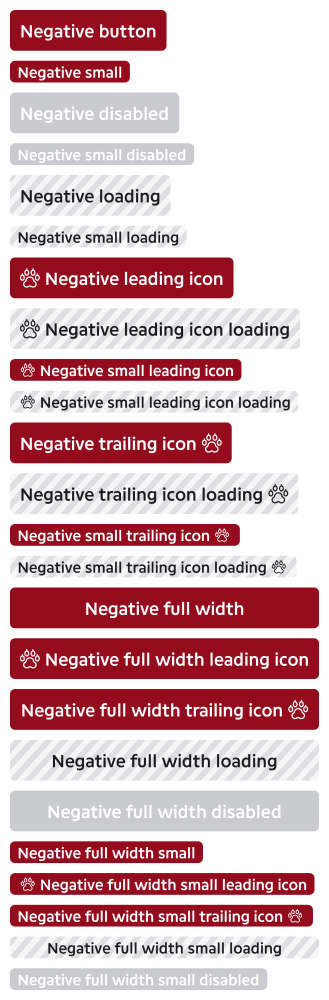 Negative button
Negative small
Negative disabled
Negative small disabled
Negative loading
Negative small loading
Negative leading icon
Negative leading icon loading
Negative small leading icon
Negative small leading icon loading
Negative trailing icon
Negative trailing icon loading
Negative small trailing icon
Negative small trailing icon loading
Negative full width
Negative full width leading icon
Negative full width trailing icon
Negative full width loading
Negative full width disabled
Negative full width small
Negative full width small leading icon
Negative full width small trailing icon
Negative full width small loading
Negative full width small disabled